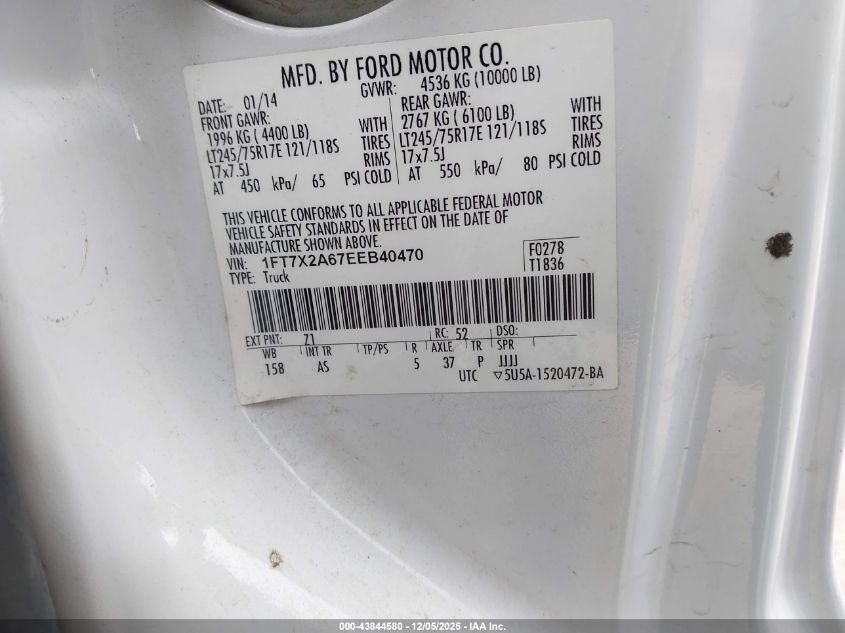 MFD. BY FORD MOTOR CO.
DATE: 01/14 GVWR: 4536 KG (10000 LB)
FRONT GAWR: REAR GAWR:
1996 KG ( 4400 LB) WITH 2767 KG ( 6100 LB) WITH
LT245/75R17E 121/118S TIRES LT245/75R17E 121/118S TIRES
17x7.5J RIMS 17x7.5J RIMS
AT 450 kPa/ 65 PSI COLD AT 550 kPa/ 80 PSI COLD
THIS VEHICLE CONFORMS TO ALL APPLICABLE FEDERAL MOTOR
VEHICLE SAFETY STANDARDS IN EFFECT ON THE DATE OF
MANUFACTURE SHOWN ABOVE.
VIN: 1FT7X2A67EEB40470 F0278
TYPE: Truck T1836
EXT PNT: Z1 RC: 52 DSO:
WB INT TR TP/PS R AXLE TR SPR
158 AS 5 37 P JJJJ
UTC ▽5U5A-1520472-BA
000-43844580 - 12/05/2025 - IAA Inc.